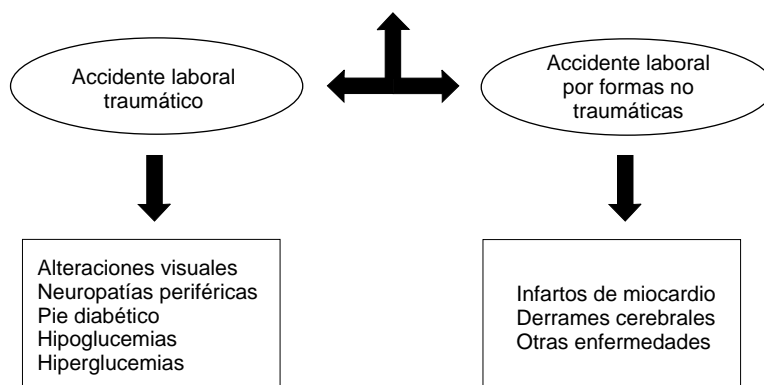 Accidente laboral
traumático
Accidente laboral
por formas no
traumáticas
Alteraciones visuales
Neuropatías periféricas
Pie diabético
Hipoglucemias
Hiperglucemias
Infartos de miocardio
Derrames cerebrales
Otras enfermedades